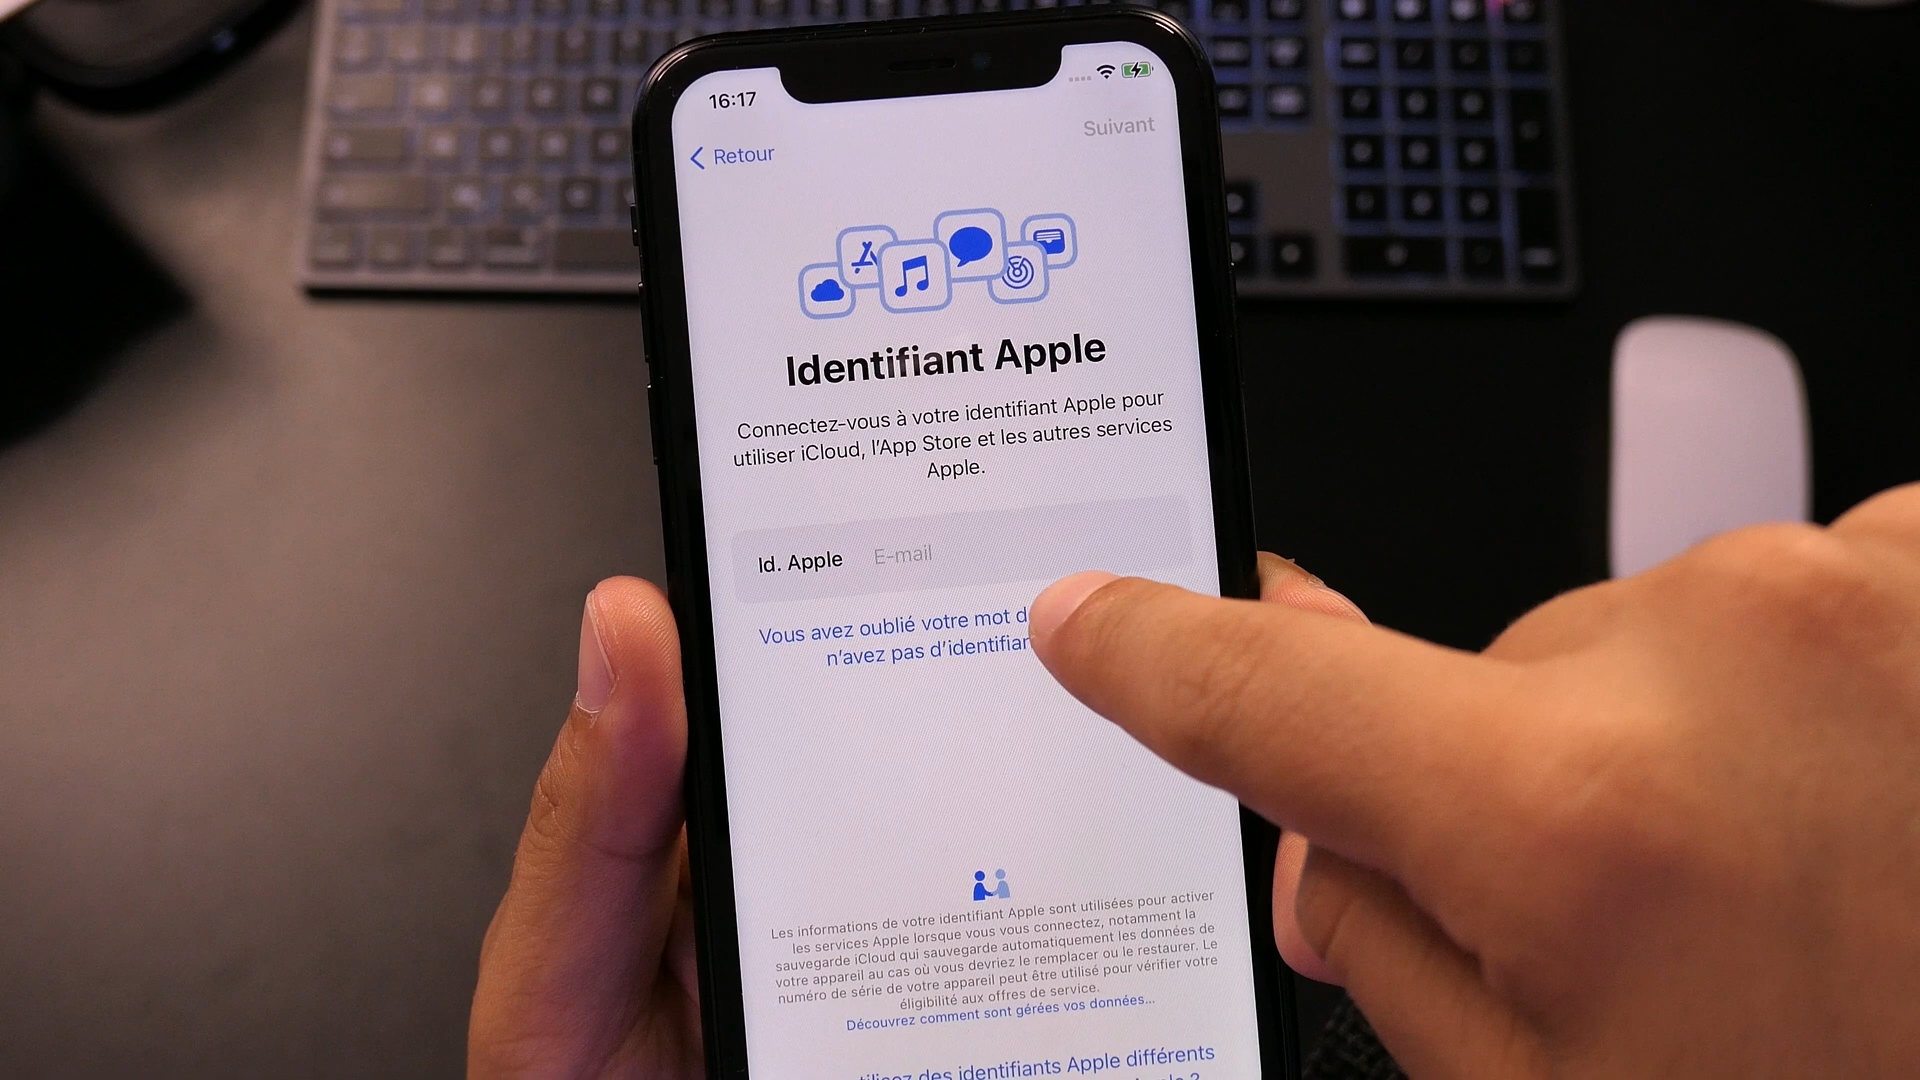 16:17
Suivant
Retour
Identifiant Apple
Connectez-vous à votre identifiant Apple pour
utiliser iCloud, l'App Store et les autres services
Apple.
Id. Apple E-mail
Vous avez oublié votre mot
n'avez pas
Les informations de votre identifiant Apple sont utilisées pour activer
les services Apple lorsque vous vous connectez, notamment la
sauvegarde iCloud qui sauvegarde automatiquement les données de
votre appareil au cas où vous devriez le remplacer ou le restaurer. Le
numéro de série de votre appareil peut être utilisé pour vérifier votre
éligibilité aux offres de service.
Découvrez comment sont gérées vos données...
des identifiants Apple différents